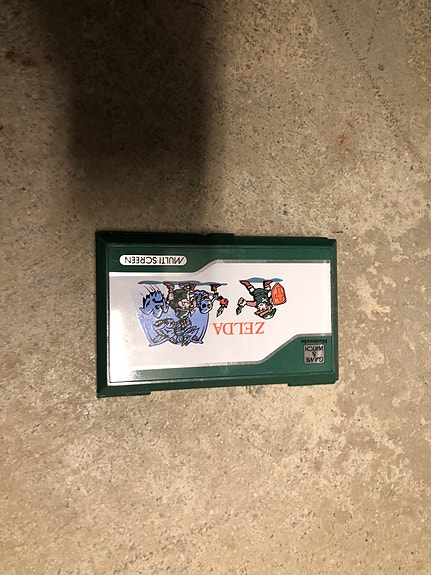 GAME &
WATCH
Nintendo
ZELDA
MULTI SCREEN